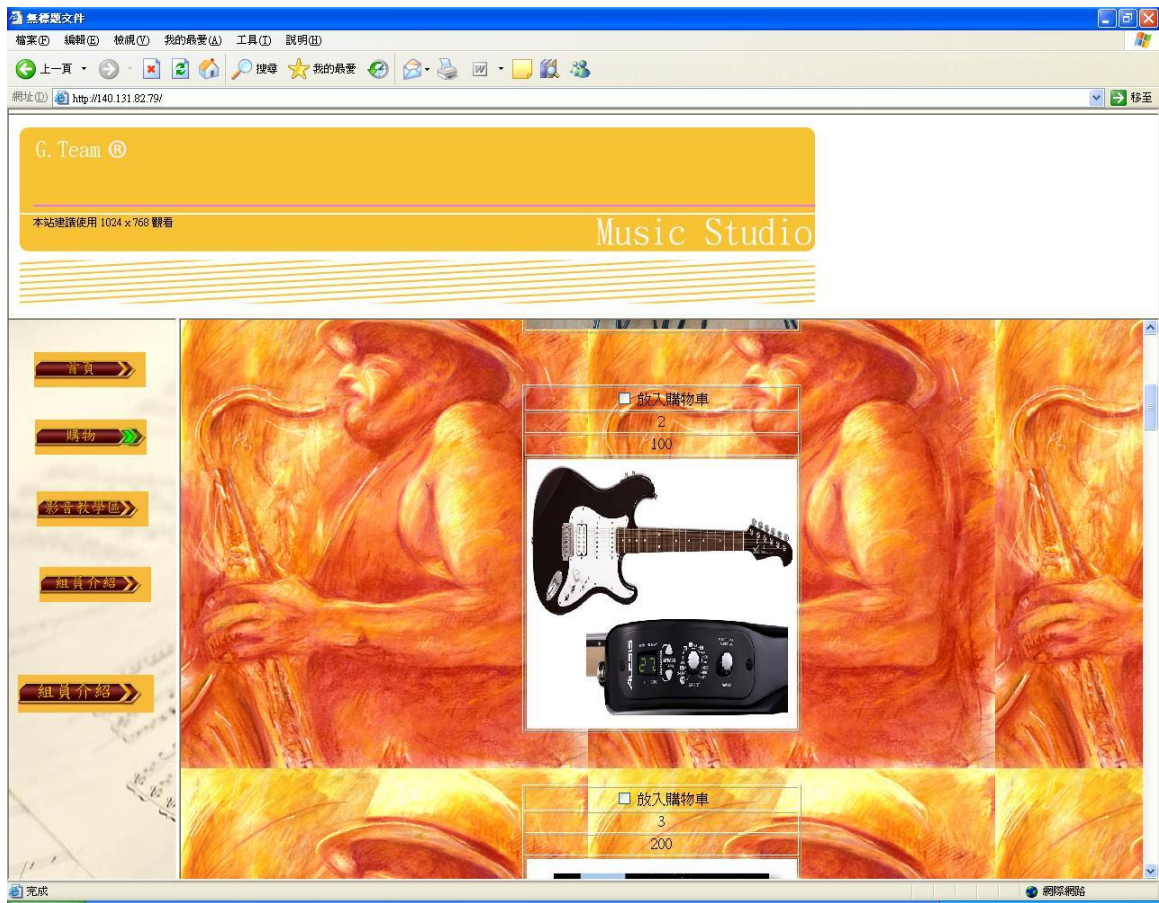 無標題文件
檔案(F) 編輯(E) 檢視(V) 我的最愛(A) 工具(T) 說明(H)
上一頁 搜尋 我的最愛
網址(D) http://140.131.82.79/ 移至
G.Team ®
本站建議使用 1024 x 768 觀看
Music Studio
首頁
購物
影音教學區
組員介紹
組員介紹
放入購物車
2
100
ALESIS
27
放入購物車
3
200
完成 網際網路